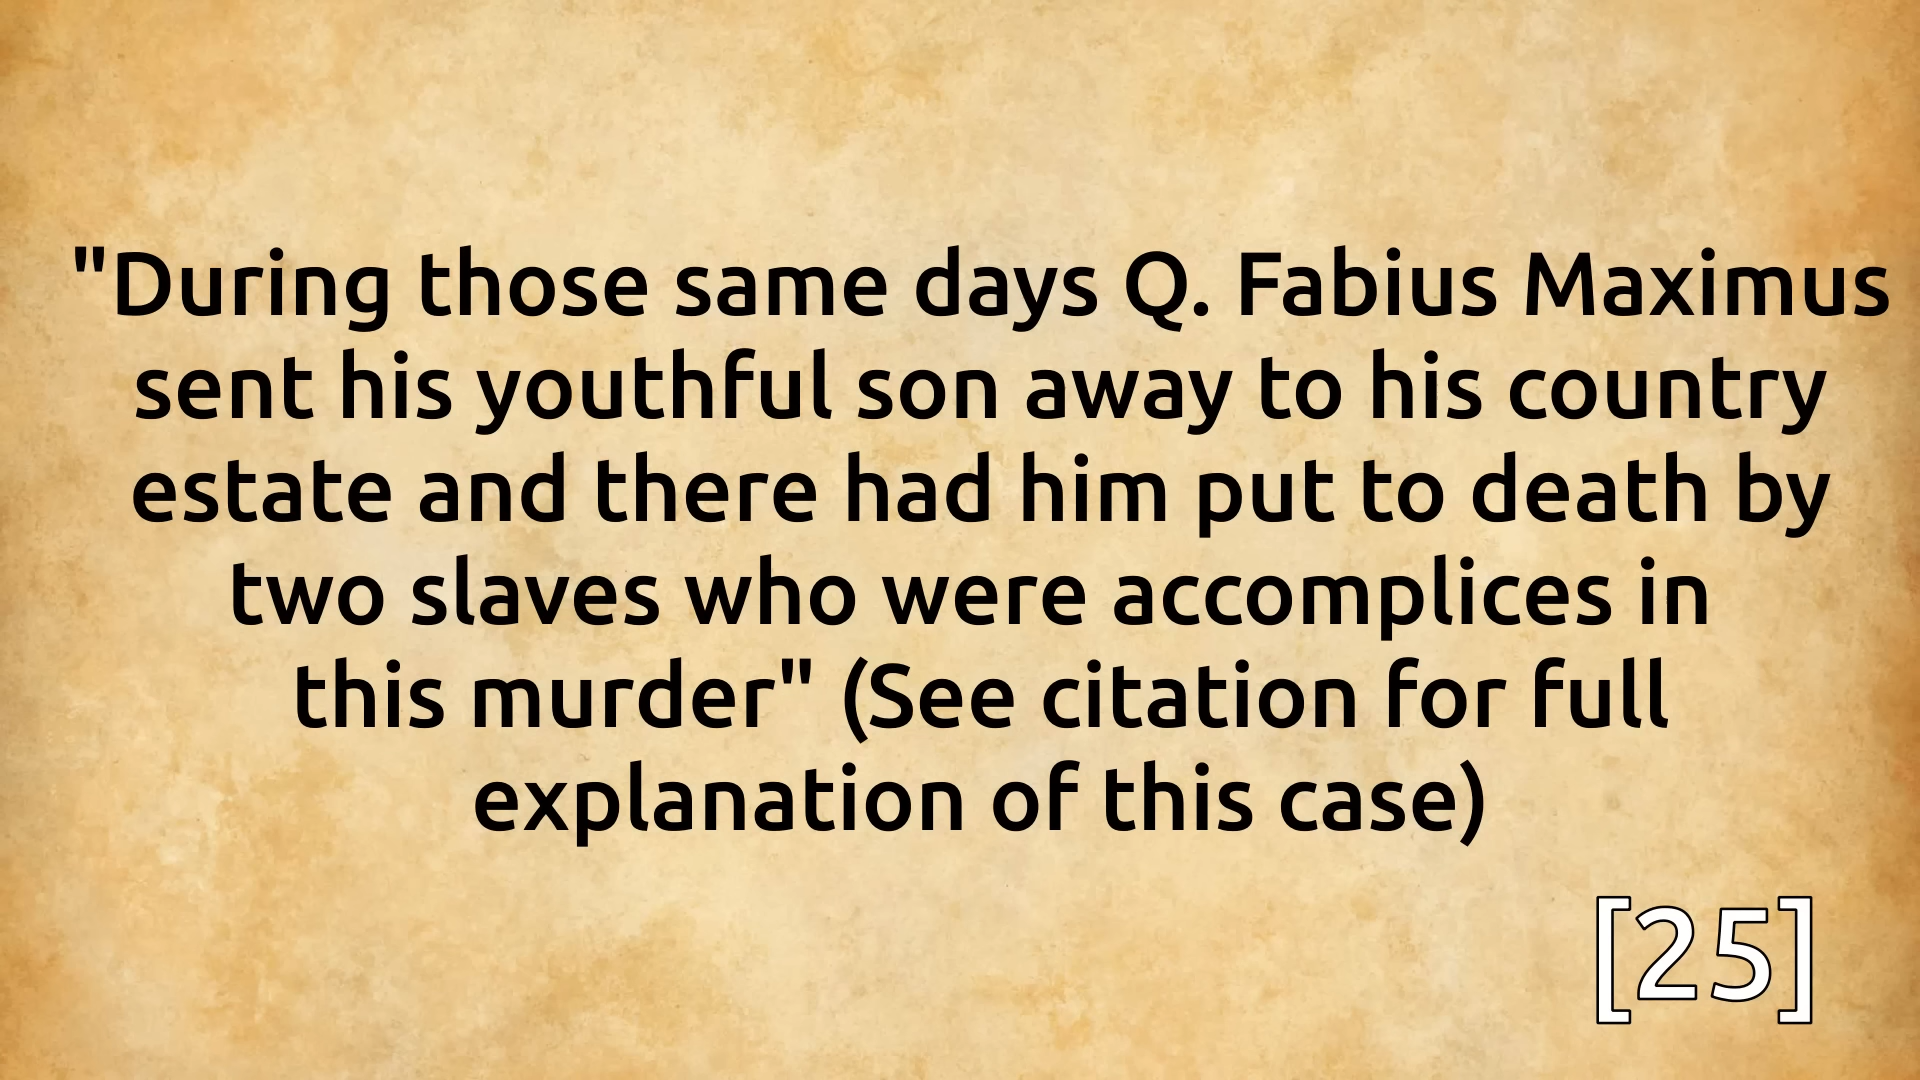 "During those same days Q. Fabius Maximus
sent his youthful son away to his country
estate and there had him put to death by
two slaves who were accomplices in
this murder" (See citation for full
explanation of this case)
[25]